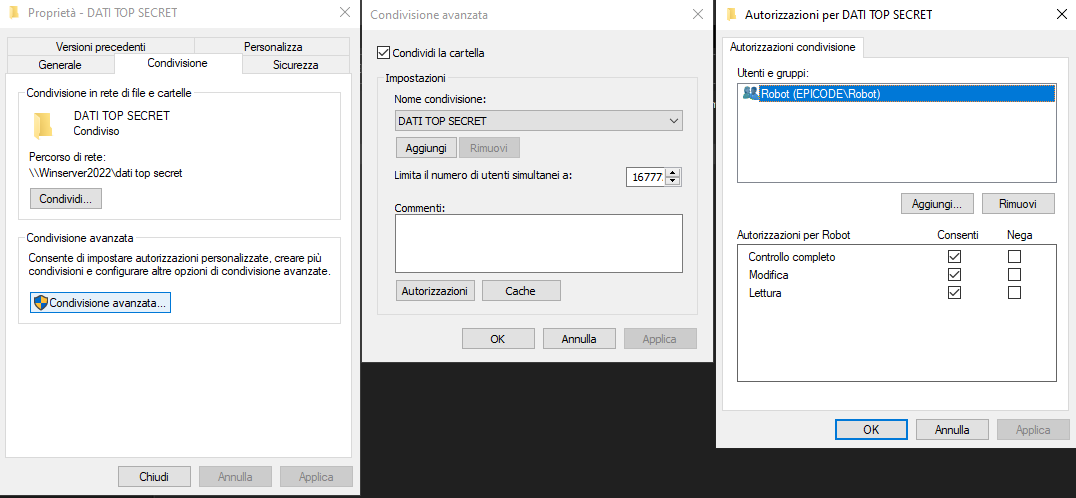 Proprietà - DATI TOP SECRET
Versioni precedenti
Personalizza
Generale
Condivisione
Sicurezza
Condivisione in rete di file e cartelle
DATI TOP SECRET
Condiviso
Percorso di rete:
\\Winserver2022\dati top secret
Condividi...
Condivisione avanzata
Consente di impostare autorizzazioni personalizzate, creare più
condivisioni e configurare altre opzioni di condivisione avanzate.
Condivisione avanzata...
Chiudi
Annulla
Applica
Condivisione avanzata
Condividi la cartella
Impostazioni
Nome condivisione:
DATI TOP SECRET
Aggiungi
Rimuovi
Limita il numero di utenti simultanei a:
16777
Commenti:
Autorizzazioni
Cache
OK
Annulla
Applica
Autorizzazioni per DATI TOP SECRET
Autorizzazioni condivisione
Utenti e gruppi:
Robot (EPICODE\Robot)
Aggiungi...
Rimuovi
Autorizzazioni per Robot
Consenti
Nega
Controllo completo
Modifica
Lettura
OK
Annulla
Applica